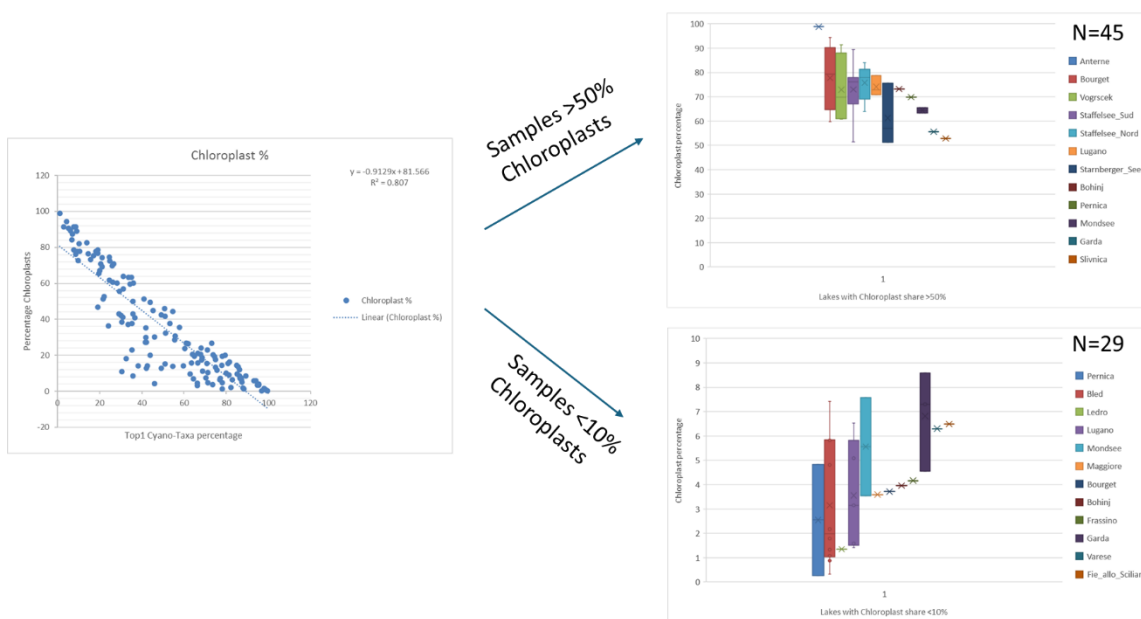 Chloroplast %
y = -0.9129x + 81.566
R² = 0.807
120
100
80
60
40
20
0
-20
0 20 40 60 80 100 120
Percentage Chloroplasts
Top1 Cyano-Taxa percentage
Chloroplast %
Linear (Chloroplast %)
Samples >50%
Chloroplasts
Samples <10%
Chloroplasts
N=45
100
90
80
70
60
50
40
30
20
10
0
Chloroplast percentage
1
Lakes with Chloroplast share >50%
Anterne
Bourget
Vogrscek
Staffelsee_Sud
Staffelsee_Nord
Lugano
Starnberger_See
Bohinj
Pernica
Mondsee
Garda
Slivnica
N=29
10
9
8
7
6
5
4
3
2
1
0
Chloroplast percentage
1
Lakes with Chloroplast share <10%
Pernica
Bled
Ledro
Lugano
Mondsee
Maggiore
Bourget
Bohinj
Frassino
Garda
Varese
Fie_allo_Sciliar